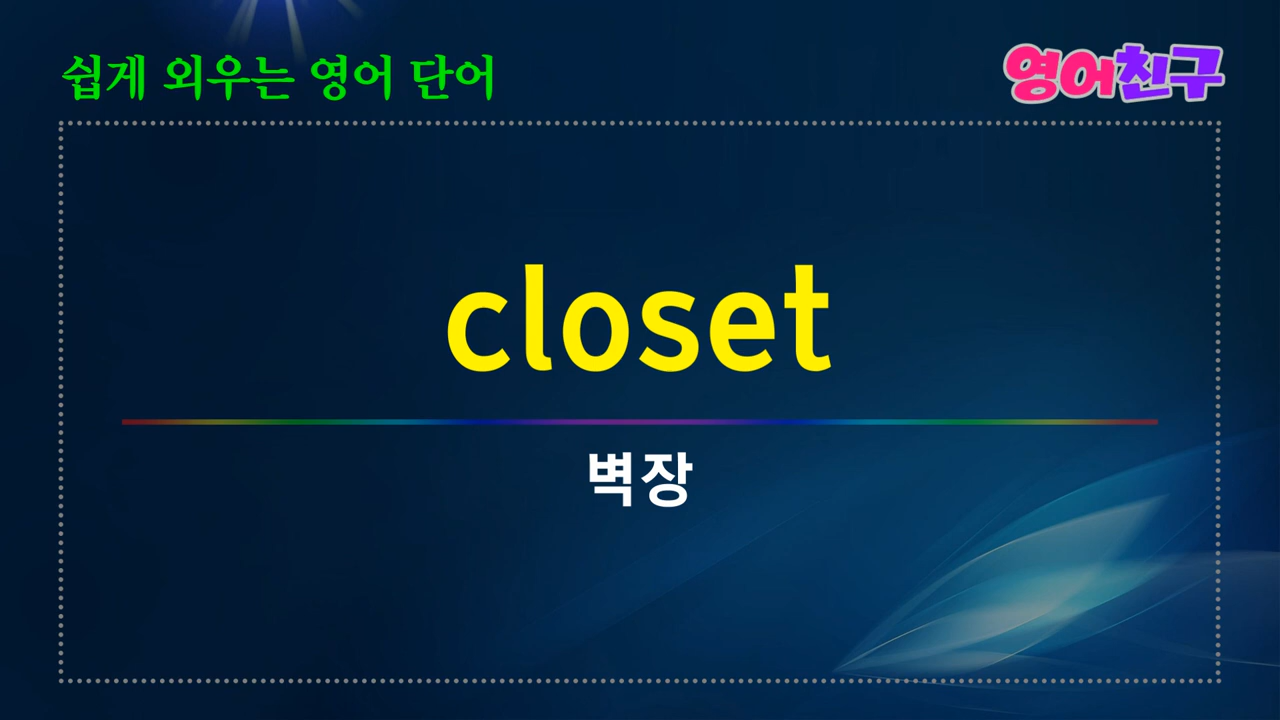 쉽게 외우는 영어 단어
영어친구
closet
벽장